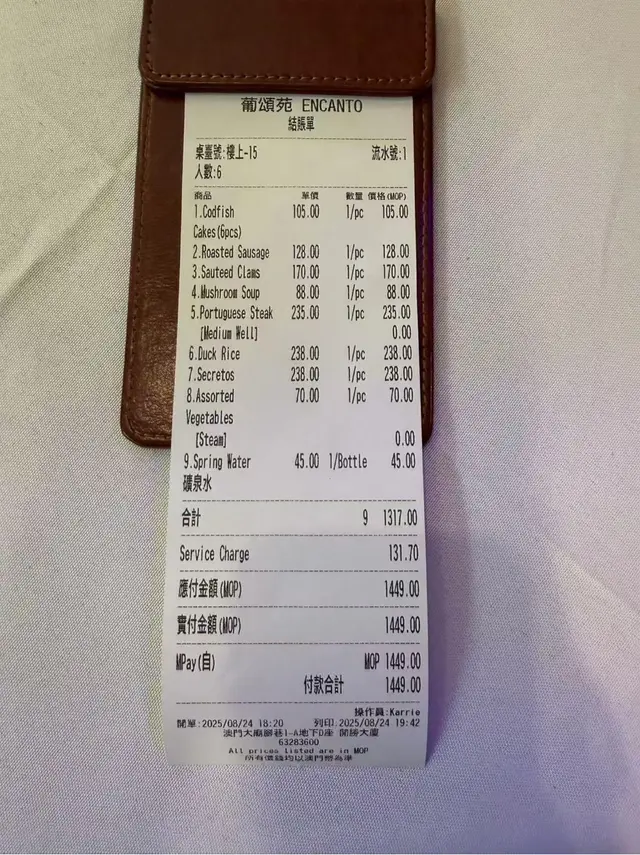 葡頌苑 ENCANTO
結賬單
桌臺號:樓上-15 流水號:1
人數:6
商品 單價 數量 價格(MOP)
1.Codfish 105.00 1/pc 105.00
Cakes(6pcs)
2.Roasted Sausage 128.00 1/pc 128.00
3.Sauteed Clams 170.00 1/pc 170.00
4.Mushroom Soup 88.00 1/pc 88.00
5.Portuguese Steak 235.00 1/pc 235.00
[Medium Well] 0.00
6.Duck Rice 238.00 1/pc 238.00
7.Secretos 238.00 1/pc 238.00
8.Assorted 70.00 1/pc 70.00
Vegetables
[Steam] 0.00
9.Spring Water 45.00 1/Bottle 45.00
礦泉水
合計 9 1317.00
Service Charge 131.70
應付金額(MOP) 1449.00
實付金額(MOP) 1449.00
MPay(自) MOP 1449.00
付款合計 1449.00
操作員:Karrie
開單:2025/08/24 18:20 列印:2025/08/24 19:42
澳門大廟腳巷1-A地下D座 開勝大廈
63283600
All prices listed are in MOP
所有價錢均以澳門幣為準